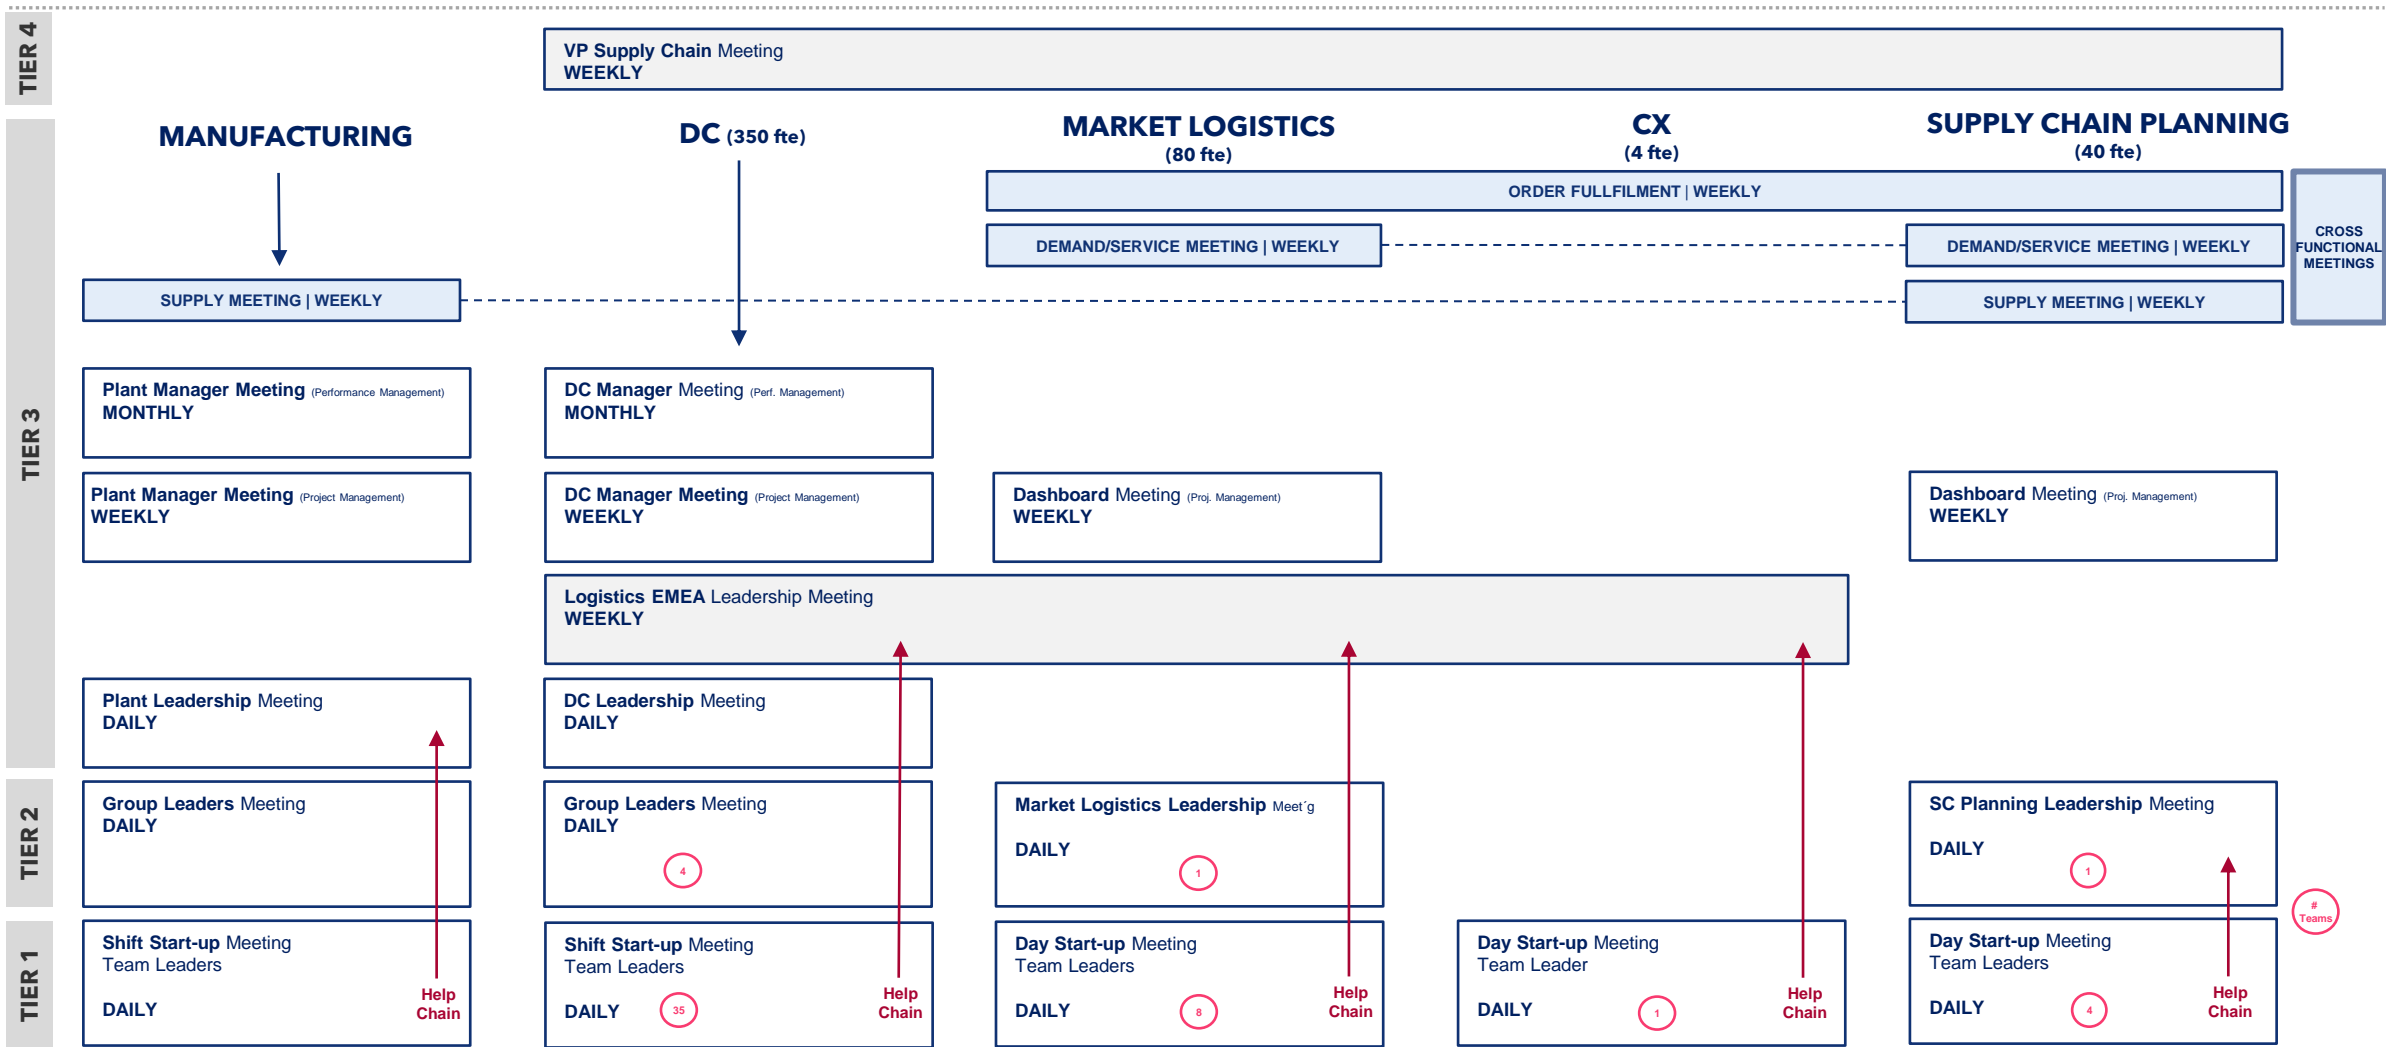 TIER 4
VP Supply Chain Meeting
WEEKLY
TIER 3
MANUFACTURING
DC (350 fte)
MARKET LOGISTICS
(80 fte)
CX
(4 fte)
SUPPLY CHAIN PLANNING
(40 fte)
ORDER FULLFILMENT | WEEKLY
DEMAND/SERVICE MEETING | WEEKLY
DEMAND/SERVICE MEETING | WEEKLY
CROSS
FUNCTIONAL
MEETINGS
SUPPLY MEETING | WEEKLY
SUPPLY MEETING | WEEKLY
Plant Manager Meeting (Performance Management)
MONTHLY
DC Manager Meeting (Perf. Management)
MONTHLY
Plant Manager Meeting (Project Management)
WEEKLY
DC Manager Meeting (Project Management)
WEEKLY
Dashboard Meeting (Proj. Management)
WEEKLY
Dashboard Meeting (Proj. Management)
WEEKLY
Logistics EMEA Leadership Meeting
WEEKLY
Plant Leadership Meeting
DAILY
DC Leadership Meeting
DAILY
TIER 2
Group Leaders Meeting
DAILY
Group Leaders Meeting
DAILY
4
Market Logistics Leadership Meet´g
DAILY
1
SC Planning Leadership Meeting
DAILY
1
#
Teams
TIER 1
Shift Start-up Meeting
Team Leaders
DAILY
Help
Chain
Shift Start-up Meeting
Team Leaders
DAILY
35
Help
Chain
Day Start-up Meeting
Team Leaders
DAILY
8
Help
Chain
Day Start-up Meeting
Team Leader
DAILY
1
Help
Chain
Day Start-up Meeting
Team Leaders
DAILY
4
Help
Chain